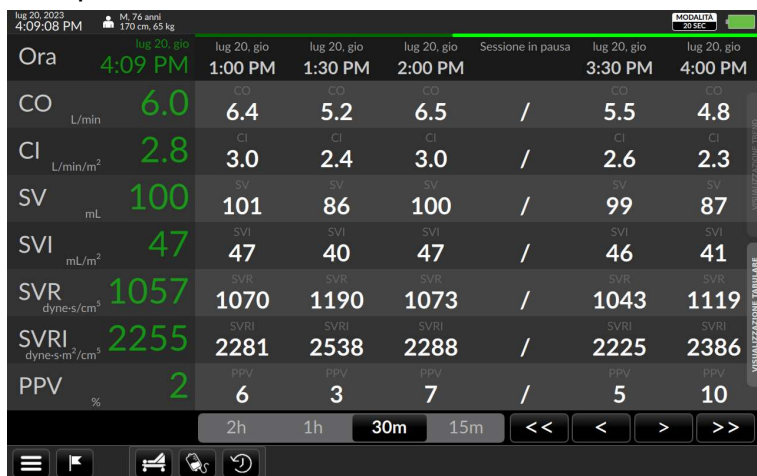 lug 20, 2023
4:09:08 PM
M, 76 anni
170 cm, 65 kg
MODALITÀ
20 SEC
Ora
lug 20, gio
4:09 PM
lug 20, gio
1:00 PM
lug 20, gio
1:30 PM
lug 20, gio
2:00 PM
Sessione in pausa
lug 20, gio
3:30 PM
lug 20, gio
4:00 PM
CO
L/min
6.0
CO CO CO CO CO
6.4 5.2 6.5 / 5.5 4.8
CI
L/min/m²
2.8
CI CI CI CI CI
3.0 2.4 3.0 / 2.6 2.3
SV
mL
100
SV SV SV SV SV
101 86 100 / 99 87
SVI
mL/m²
47
SVI SVI SVI SVI SVI
47 40 47 / 46 41
SVR
dyne·s/cm⁵
1057
SVR SVR SVR SVR SVR
1070 1190 1073 / 1043 1119
SVRI
dyne·s·m²/cm⁵
2255
SVRI SVRI SVRI SVRI SVRI
2281 2538 2288 / 2225 2386
PPV
%
2
PPV PPV PPV PPV PPV
6 3 7 / 5 10
VISUALIZZAZIONE TREND
VISUALIZZAZIONE TABULARE
2h 1h 30m 15m << < > >>